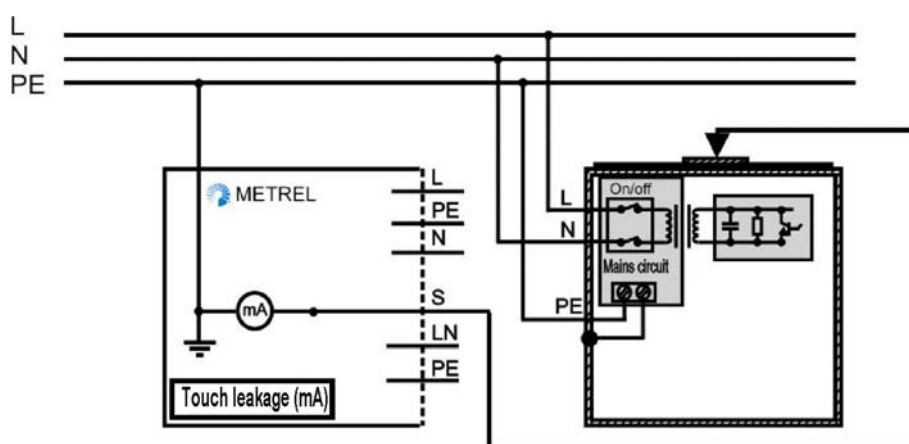 L
N
PE
METREL
L
PE
N
S
LN
PE
mA
Touch leakage (mA)
On/off
L
N
Mains circuit
PE